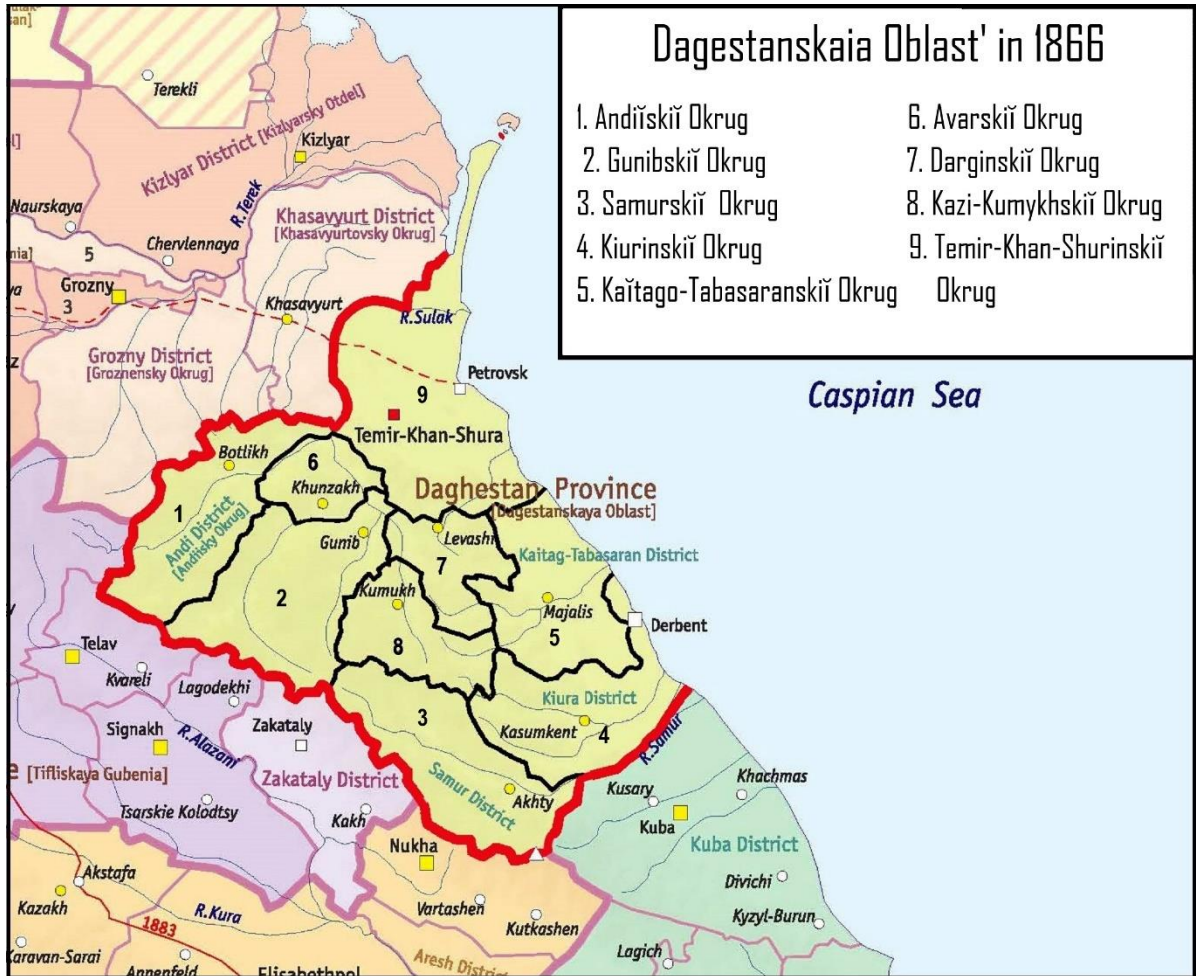 Dagestanskaia Oblast' in 1866
1. Andiĭskiĭ Okrug
2. Gunibskiĭ Okrug
3. Samurskiĭ Okrug
4. Kiurinskiĭ Okrug
5. Kaĭtago-Tabasaranskiĭ Okrug
6. Avarskiĭ Okrug
7. Darginskiĭ Okrug
8. Kazi-Kumykhskiĭ Okrug
9. Temir-Khan-Shurinskiĭ
Okrug
Terekli
Kizlyar District [Kizlyarsky Otdel]
Kizlyar
R.Terek
Naurskaya
Khasavyurt District
[Khasavyurtovsky Okrug]
5
Chervlennaya
Grozny
3
Khasavyurt
R.Sulak
Grozny District
[Groznensky Okrug]
Petrovsk
9
Caspian Sea
Temir-Khan-Shura
Botlikh
6
Khunzakh
Daghestan Province
[Dagestanskaya Oblast]
1
Andi District
[Andiisky Okrug]
Gunib
Levashi
7
Kaitag-Tabasaran District
2
Kumukh
Majalis
5
Derbent
8
Telav
Kvareli
Lagodekhi
Kiura District
3
Kasumkent
4
R.Samur
Signakh
R.Alazani
Zakataly
[Tifliskaya Gubenia]
Zakataly District
Samur District
Akhty
Kusary
Khachmas
Tsarskie Kolodtsy
Kakh
Kuba
Nukha
Kuba District
Akstafa
Divichi
Kazakh
R.Kura
Vartashen
Kutkashen
Kyzyl-Burun
1883
Karavan-Sarai
Lagich
Annenfeld
Elisabethpol
Aresh District